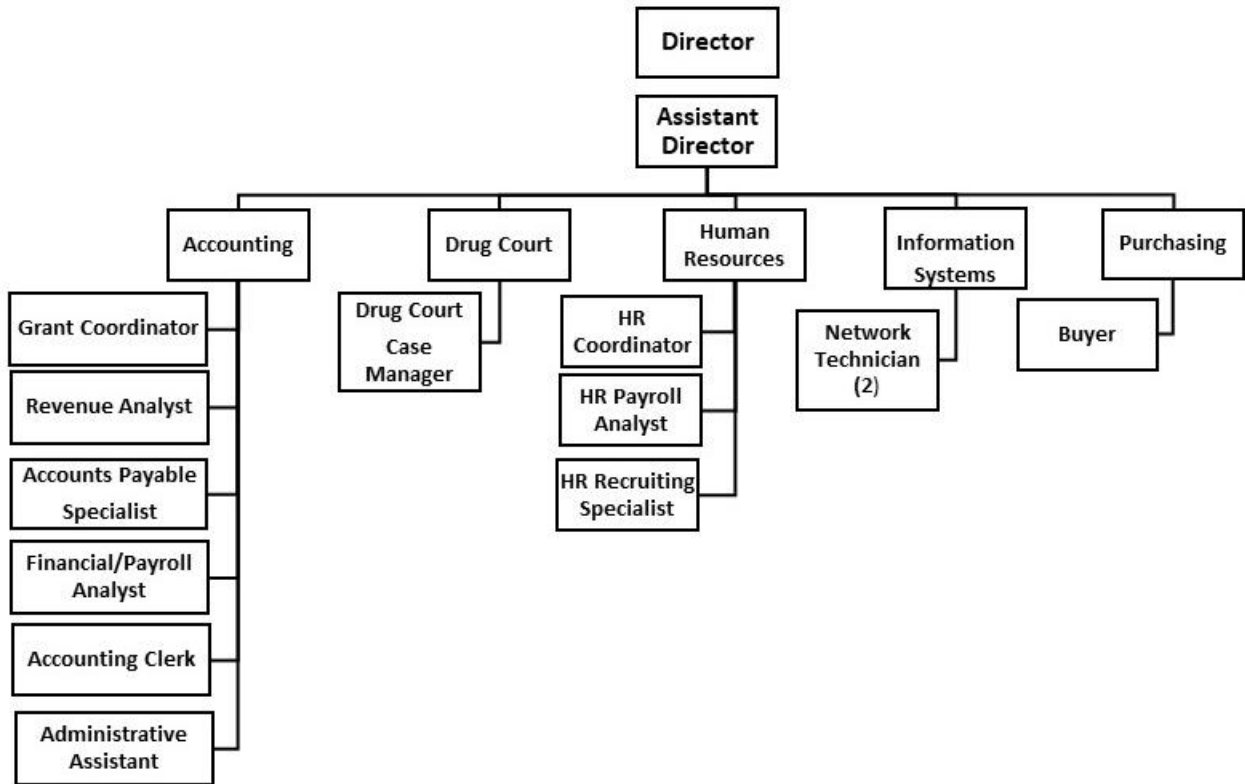 Director
Assistant
Director
Accounting
Drug Court
Human
Resources
Information
Systems
Purchasing
Grant Coordinator
Revenue Analyst
Accounts Payable
Specialist
Financial/Payroll
Analyst
Accounting Clerk
Administrative
Assistant
Drug Court
Case
Manager
HR
Coordinator
HR Payroll
Analyst
HR Recruiting
Specialist
Network
Technician
(2)
Buyer